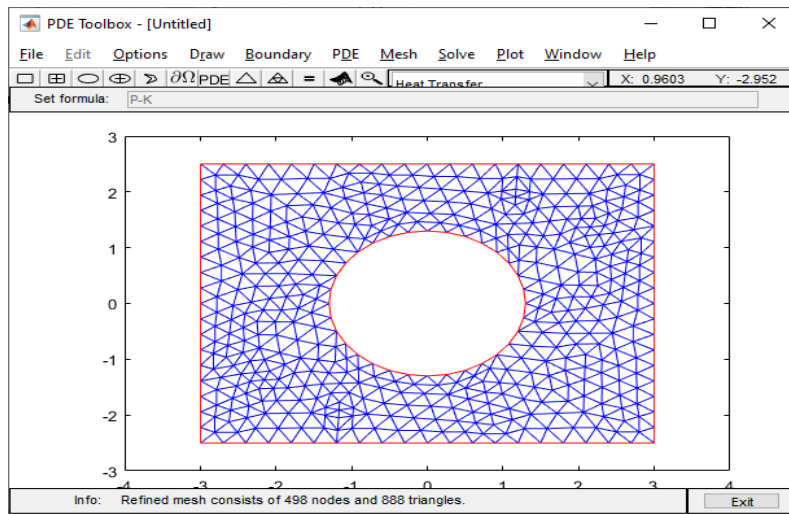 PDE Toolbox - [Untitled]
File Edit Options Draw Boundary PDE Mesh Solve Plot Window Help
∂Ω PDE = Heat Transfer X: 0.9603 Y: -2.952
Set formula: P-K
3
2
1
0
-1
-2
-3
-4 -3 -2 -1 0 1 2 3 4
Info: Refined mesh consists of 498 nodes and 888 triangles. Exit